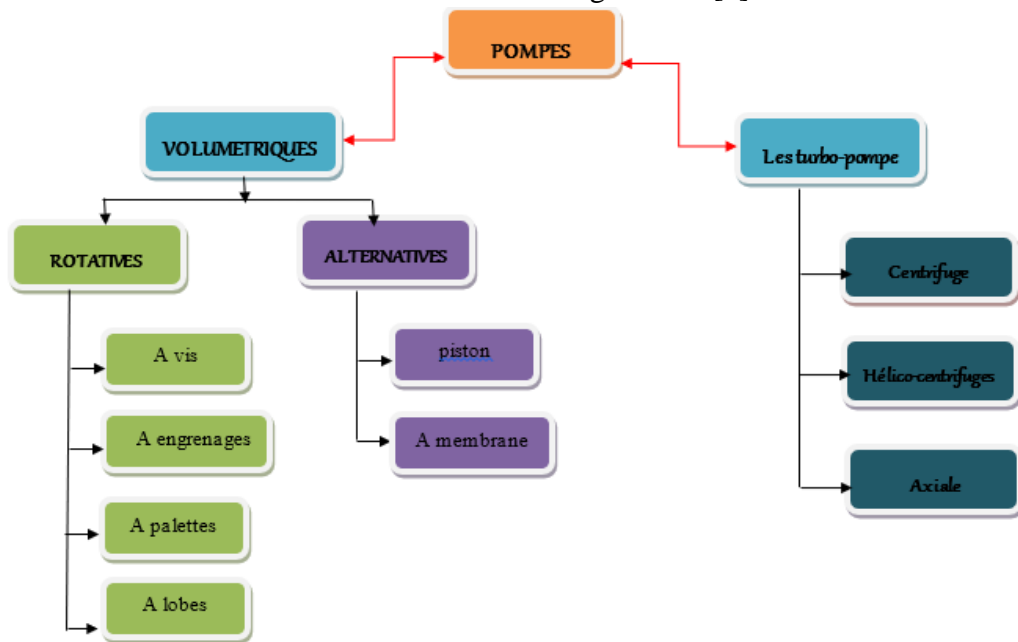 POMPES
VOLUMETRIQUES
Les turbo-pompe
ROTATIVES
ALTERNATIVES
Centrifuge
A vis
piston
Hélico-centrifuges
A engrenages
A membrane
Axiale
A palettes
A lobes